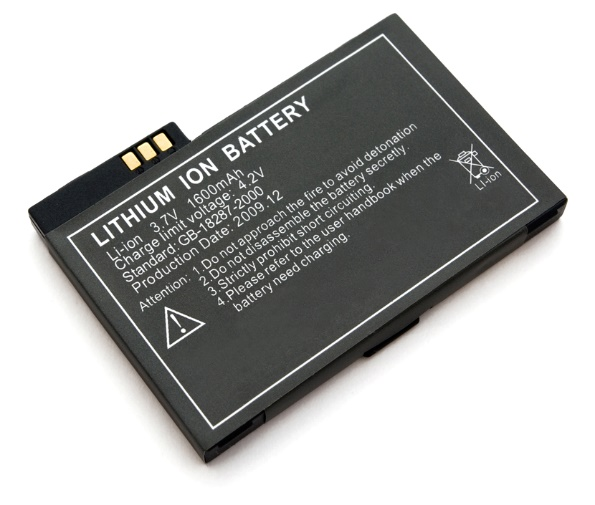 LITHIUM ION BATTERY
Li-ion 3.7V 1600mAh
Charge limit voltage: 4.2V
Standard: GB-18287-2000
Production Date: 2009.12
Attention: 1.Do not approach the fire to avoid detonation
2.Do not disassemble the battery secretly.
3.Strictly prohibit short circuiting.
4.Please refer to the user's handbook when the
battery need charging.
Li-ion